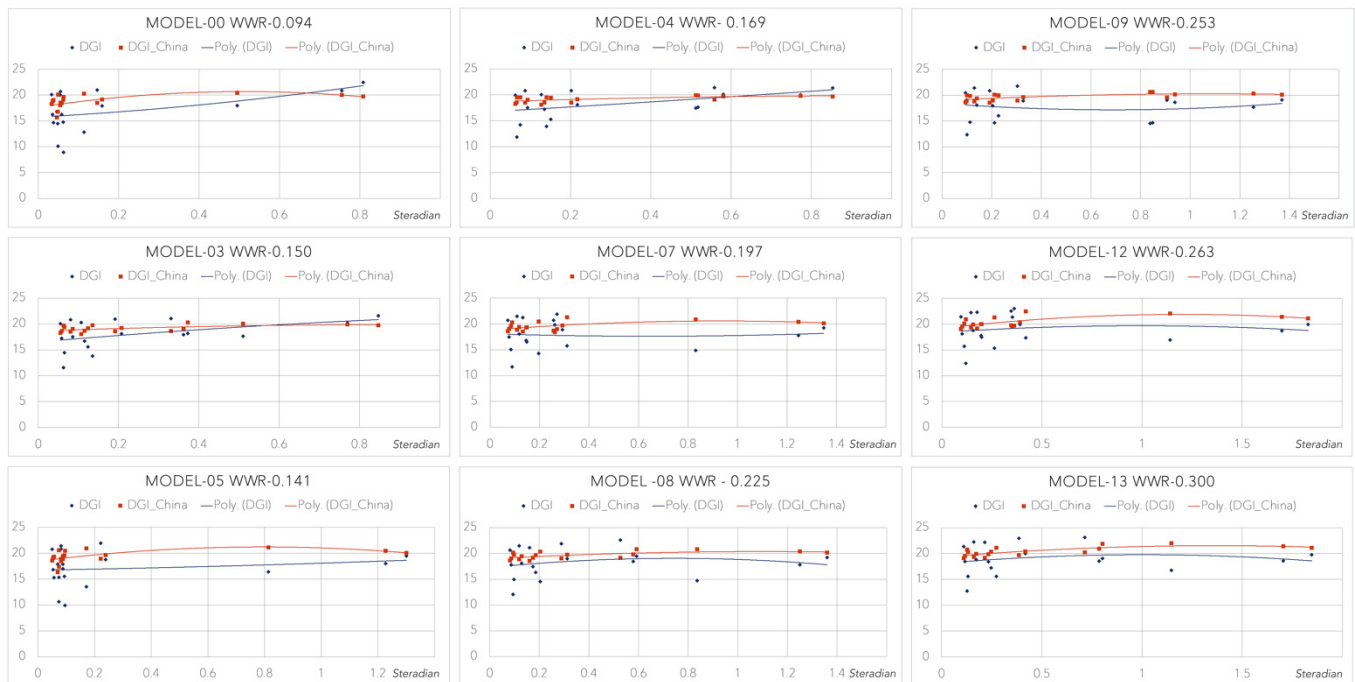 MODEL-00 WWR-0.094
DGI DGI_China Poly. (DGI) Poly. (DGI_China)
25
20
15
10
5
0
0 0.2 0.4 0.6 0.8 Steradian
MODEL-04 WWR- 0.169
DGI DGI_China Poly. (DGI) Poly. (DGI_China)
25
20
15
10
5
0
0 0.2 0.4 0.6 0.8 Steradian
MODEL-09 WWR-0.253
DGI DGI_China Poly. (DGI) Poly. (DGI_China)
25
20
15
10
5
0
0 0.2 0.4 0.6 0.8 1 1.2 1.4 Steradian
MODEL-03 WWR-0.150
DGI DGI_China Poly. (DGI) Poly. (DGI_China)
25
20
15
10
5
0
0 0.2 0.4 0.6 0.8 Steradian
MODEL-07 WWR-0.197
DGI DGI_China Poly. (DGI) Poly. (DGI_China)
25
20
15
10
5
0
0 0.2 0.4 0.6 0.8 1 1.2 1.4 Steradian
MODEL-12 WWR-0.263
DGI DGI_China Poly. (DGI) Poly. (DGI_China)
25
20
15
10
5
0
0 0.5 1 1.5 Steradian
MODEL-05 WWR-0.141
DGI DGI_China Poly. (DGI) Poly. (DGI_China)
25
20
15
10
5
0
0 0.2 0.4 0.6 0.8 1 1.2 Steradian
MODEL -08 WWR - 0.225
DGI DGI_China Poly. (DGI) Poly. (DGI_China)
25
20
15
10
5
0
0 0.2 0.4 0.6 0.8 1 1.2 Steradian
MODEL-13 WWR-0.300
DGI DGI_China Poly. (DGI) Poly. (DGI_China)
25
20
15
10
5
0
0 0.5 1 1.5 Steradian